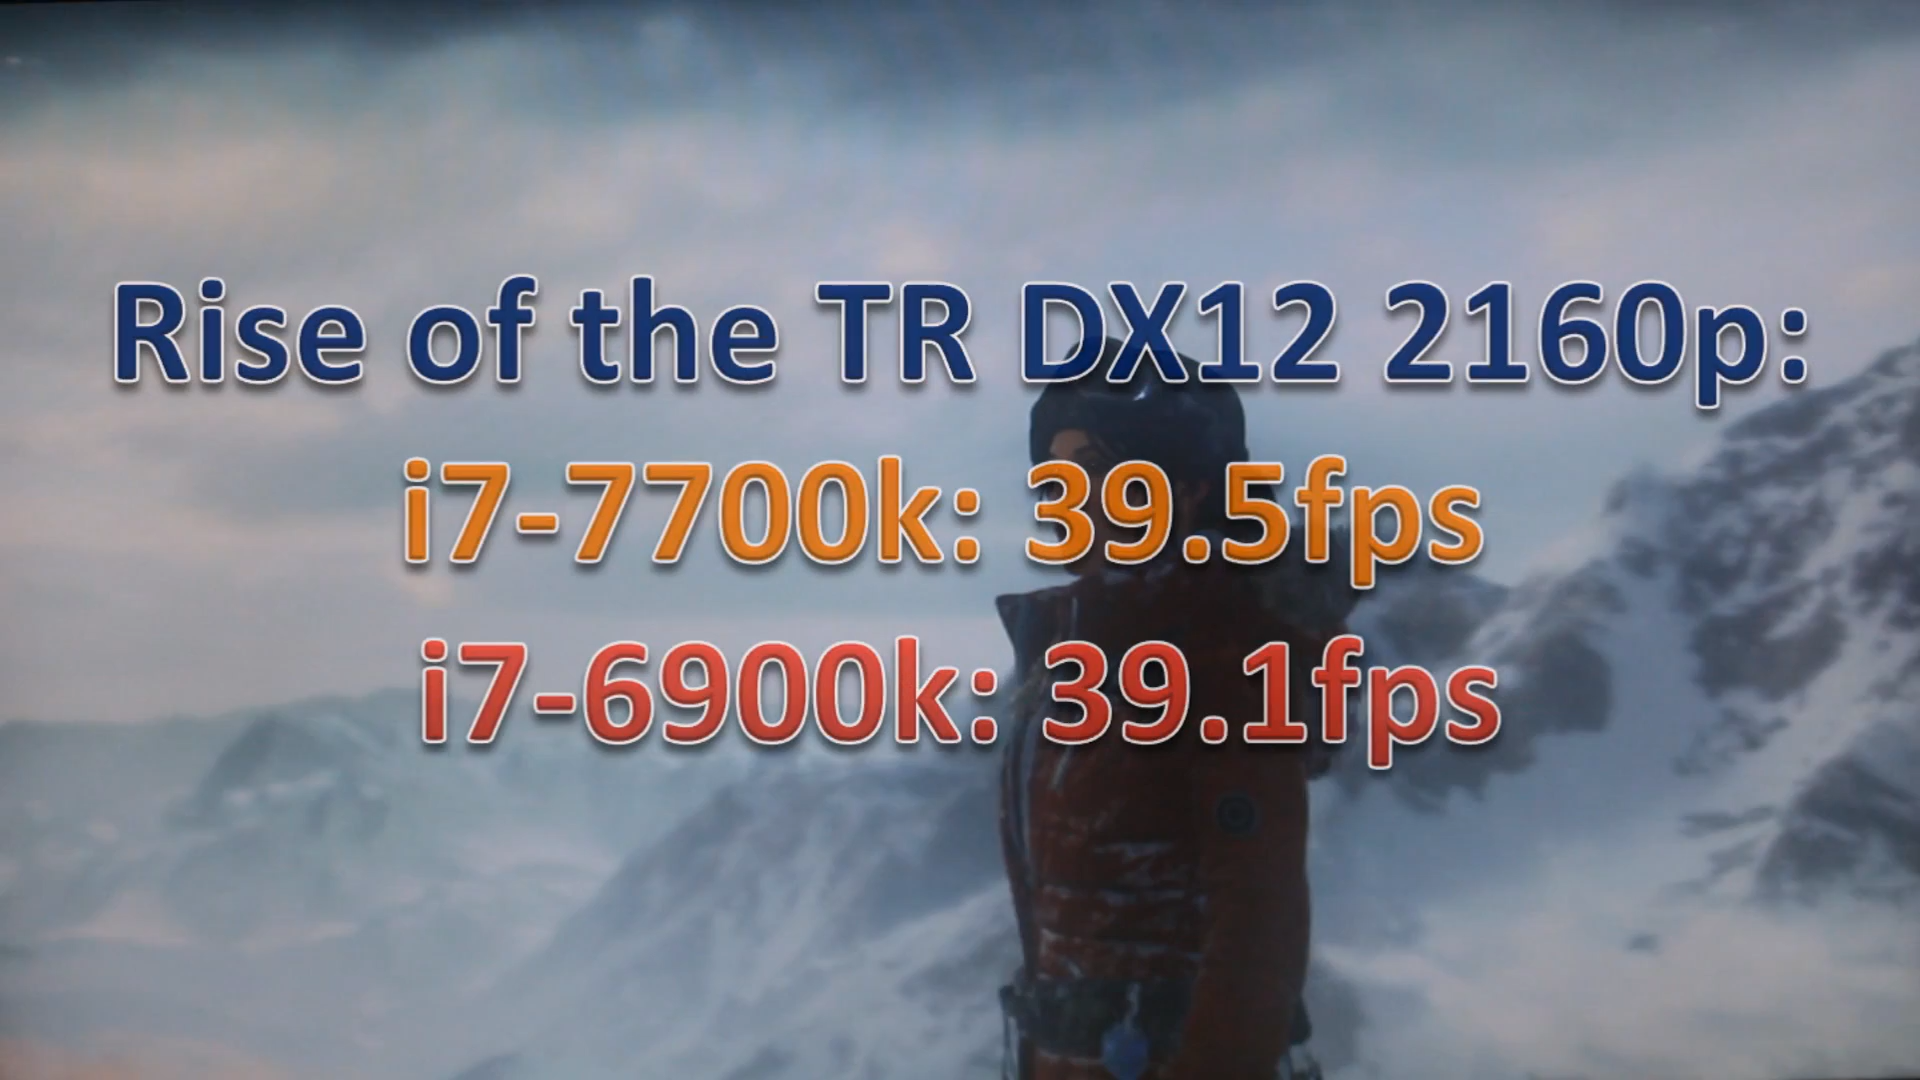 Rise of the TR DX12 2160p:
i7-7700k: 39.5fps
i7-6900k: 39.1fps